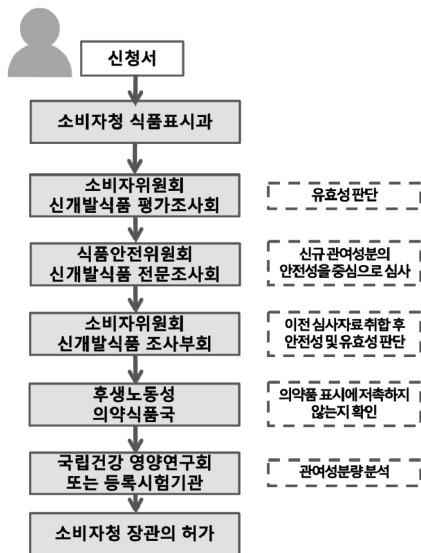 신청서
소비자청 식품표시과
소비자위원회
신개발식품 평가조사회
유효성 판단
식품안전위원회
신개발식품 전문조사회
신규 관여성분의
안전성을 중심으로 심사
소비자위원회
신개발식품 조사부회
이전 심사자료 취합 후
안전성 및 유효성 판단
후생노동성
의약식품국
의약품 표시에 저촉하지
않는지 확인
국립건강 영양연구회
또는 등록시험기관
관여성분량 분석
소비자청 장관의 허가